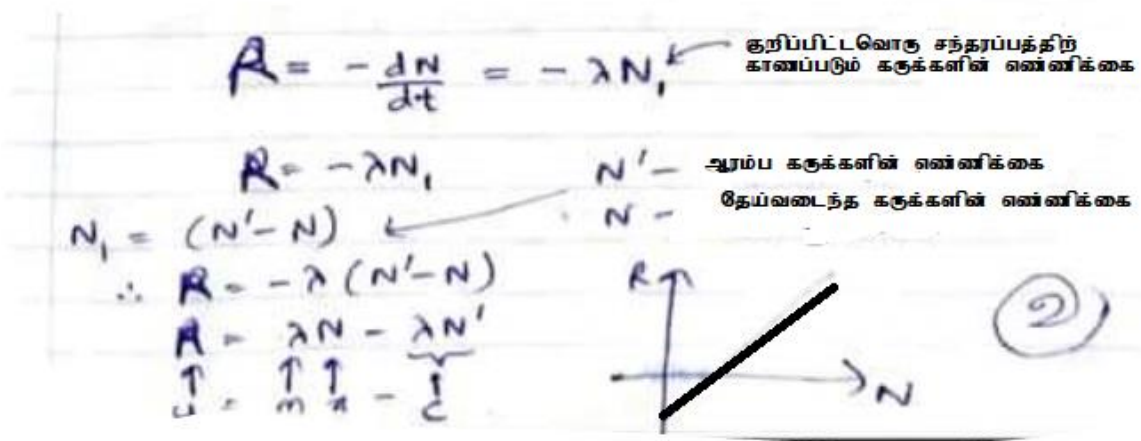 R = - dN/dt = - λN₁ ← குறிப்பிட்டவொரு சந்தரப்பத்திற்
காணப்படும் கருக்களின் எண்ணிக்கை
R = - λN₁
N' - ஆரம்ப கருக்களின் எண்ணிக்கை
N - தேய்வடைந்த கருக்களின் எண்ணிக்கை
N₁ = (N' - N) ←
∴ R = - λ (N' - N)
R = λN - λN'
↑ ↑ ↑ ↑
y = m x - c
R
N
2